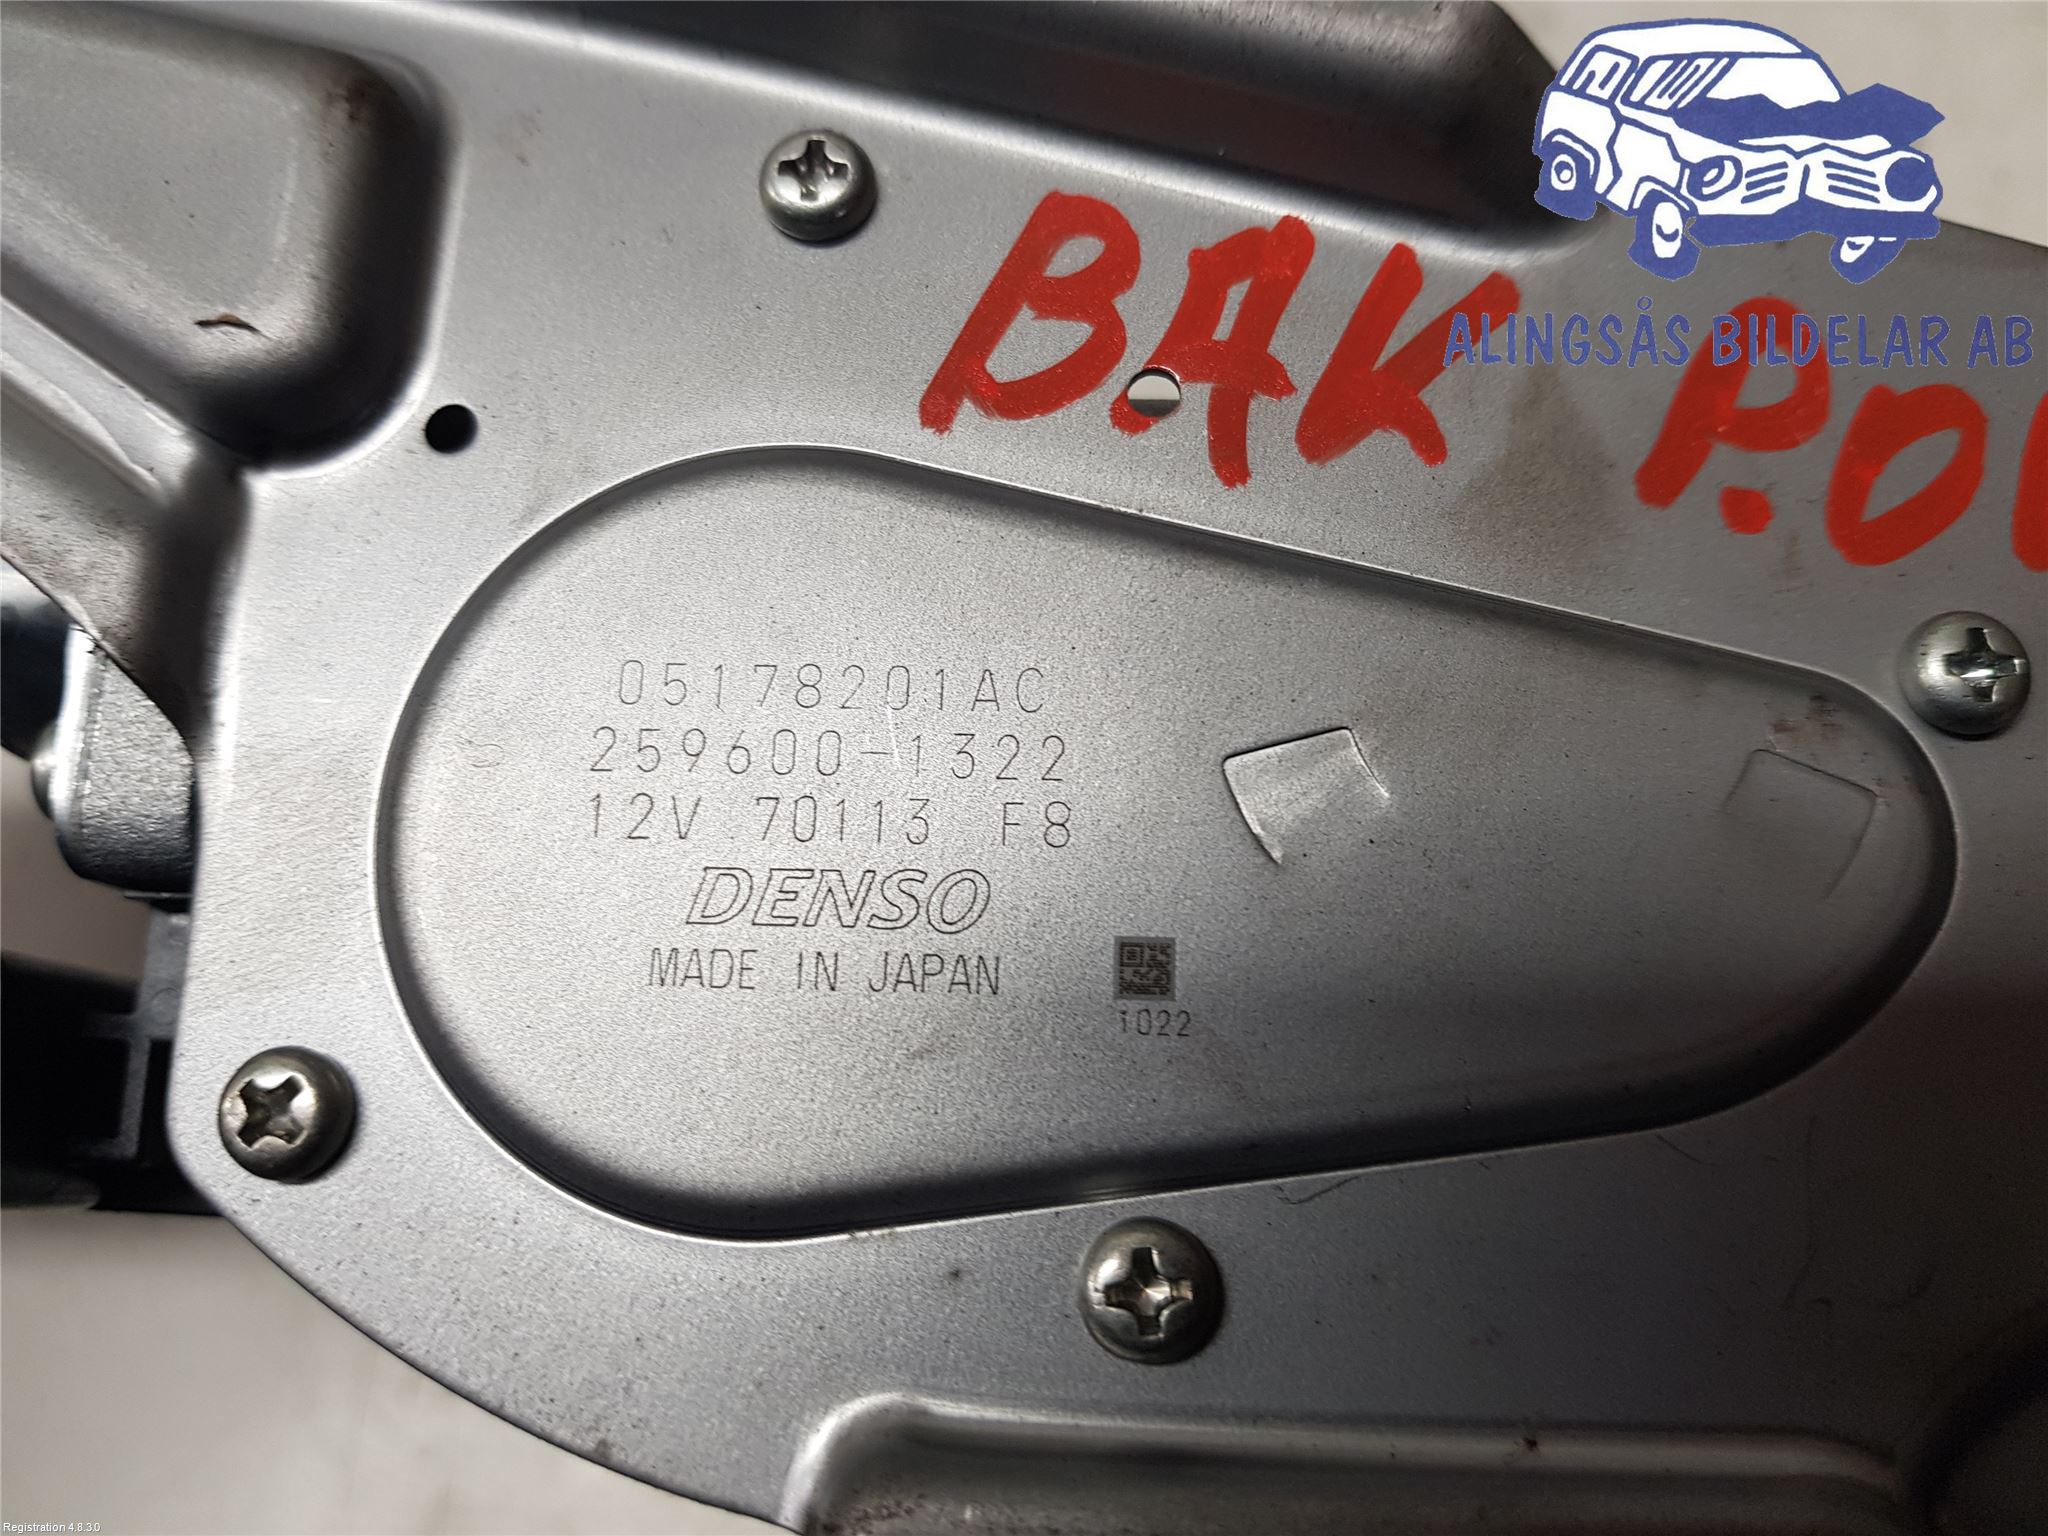 ALINGSÅS BILDELAR AB
BAK
05178201AC
259600-1322
12V 70113 F8
DENSO
MADE IN JAPAN
1022
Registration 4.8.3.0